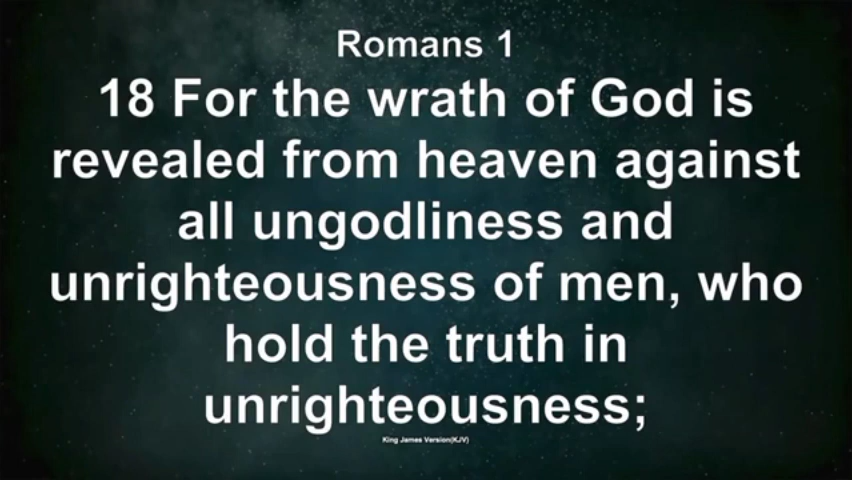 Romans 1
18 For the wrath of God is
revealed from heaven against
all ungodliness and
unrighteousness of men, who
hold the truth in
unrighteousness;
King James Version(KJV)